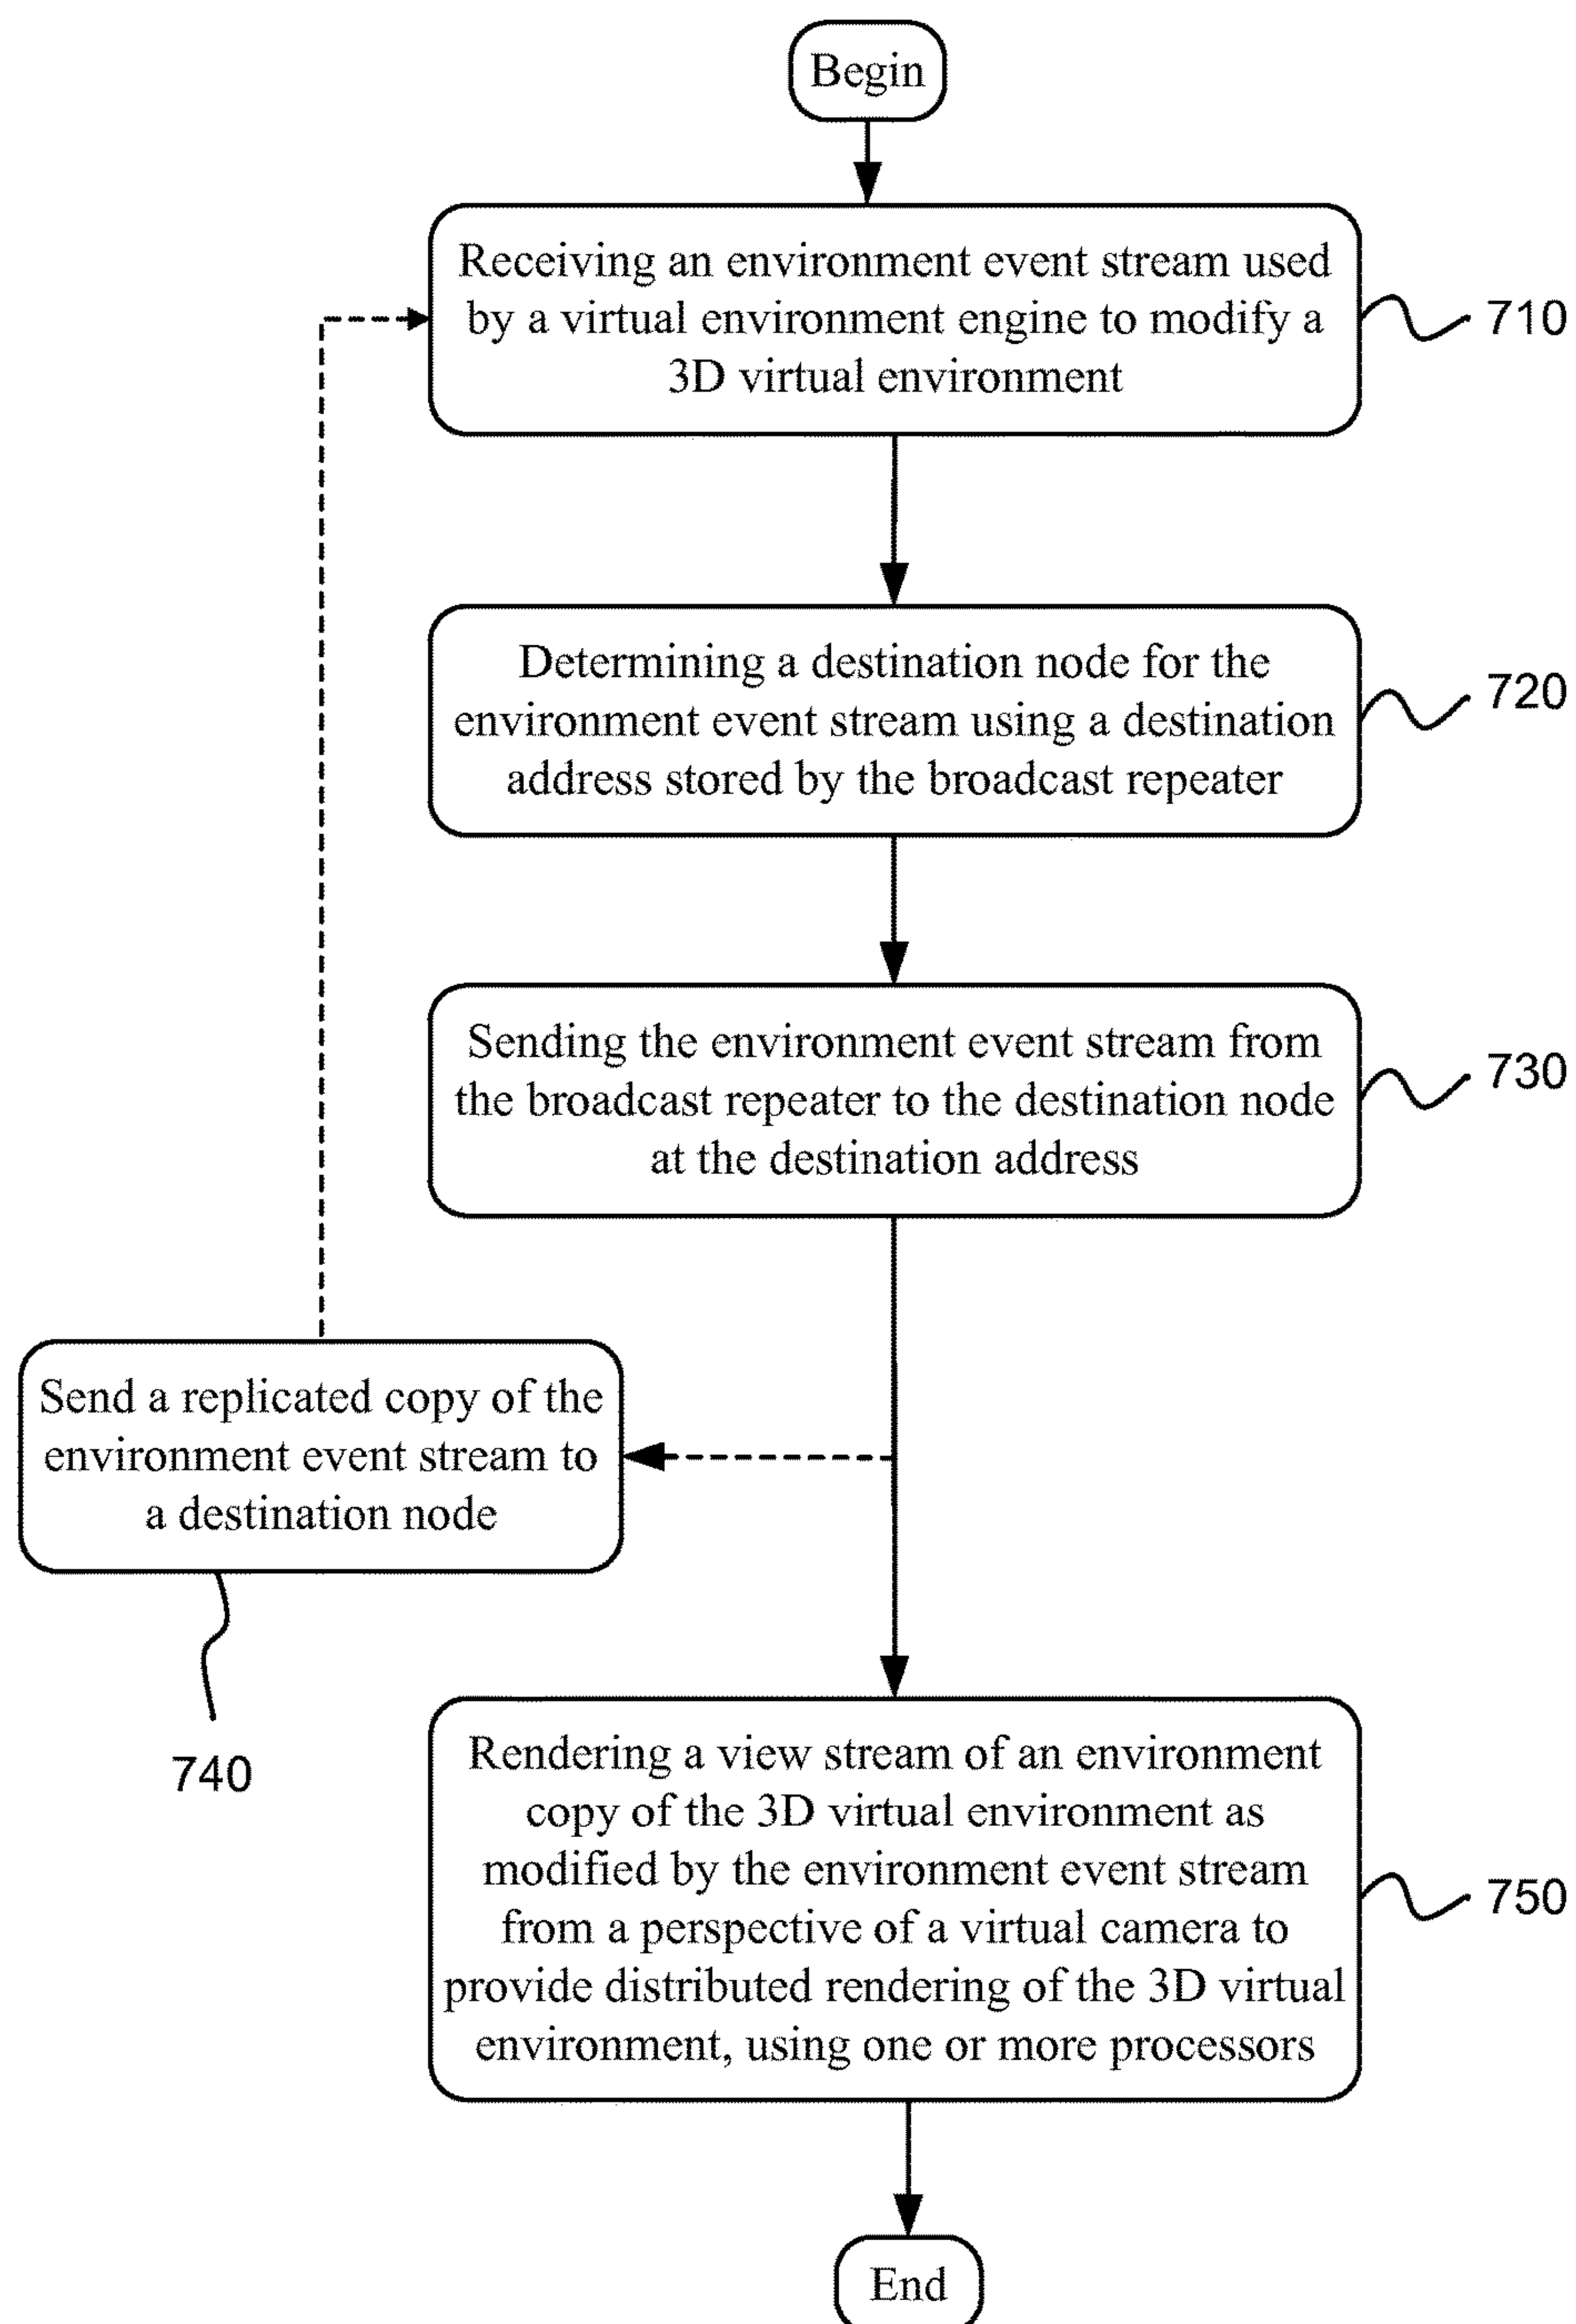 Begin
Receiving an environment event stream used
by a virtual environment engine to modify a
3D virtual environment
710
Determining a destination node for the
environment event stream using a destination
address stored by the broadcast repeater
720
Sending the environment event stream from
the broadcast repeater to the destination node
at the destination address
730
Send a replicated copy of the
environment event stream to
a destination node
740
Rendering a view stream of an environment
copy of the 3D virtual environment as
modified by the environment event stream
from a perspective of a virtual camera to
provide distributed rendering of the 3D virtual
environment, using one or more processors
750
End